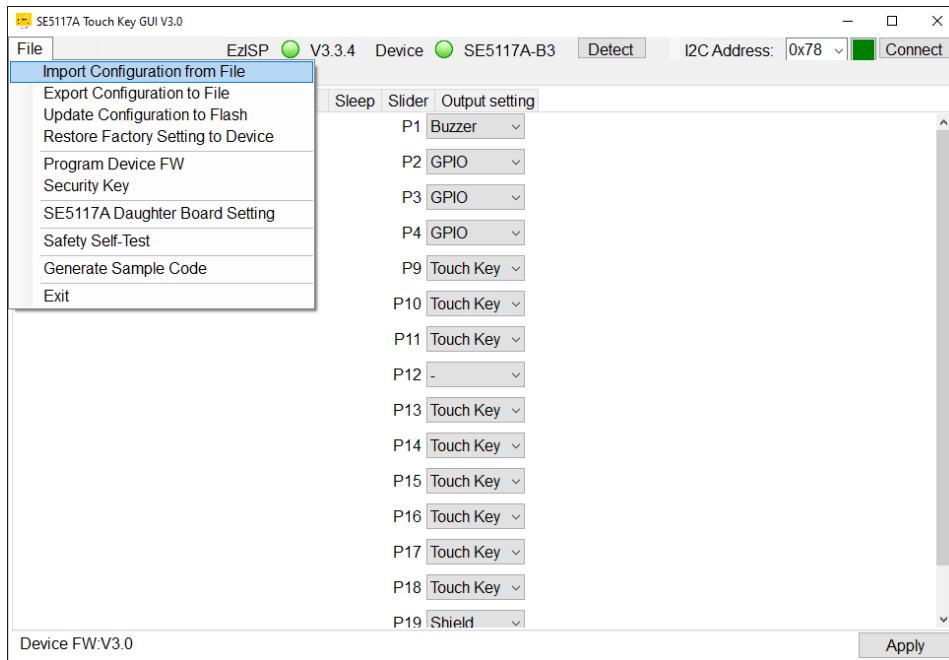 SE5117A Touch Key GUI V3.0
File EzISP V3.3.4 Device SE5117A-B3 Detect I2C Address: 0x78 Connect
Import Configuration from File
Export Configuration to File
Update Configuration to Flash
Restore Factory Setting to Device
Program Device FW
Security Key
SE5117A Daughter Board Setting
Safety Self-Test
Generate Sample Code
Exit
Sleep Slider Output setting
P1 Buzzer
P2 GPIO
P3 GPIO
P4 GPIO
P9 Touch Key
P10 Touch Key
P11 Touch Key
P12 -
P13 Touch Key
P14 Touch Key
P15 Touch Key
P16 Touch Key
P17 Touch Key
P18 Touch Key
P19 Shield
Device FW:V3.0 Apply